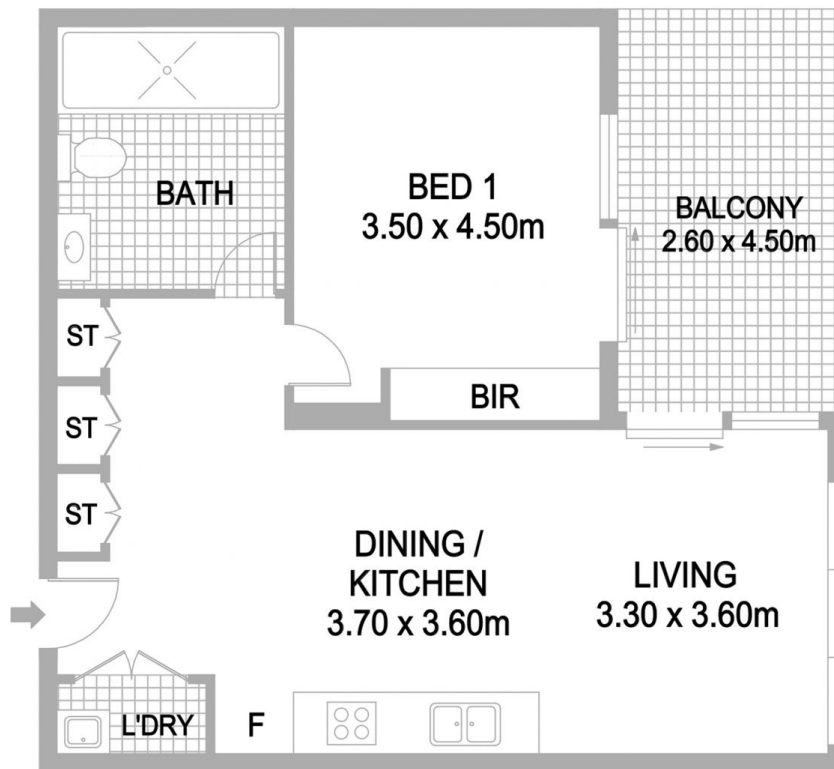 BATH
BED 1
3.50 x 4.50m
BALCONY
2.60 x 4.50m
ST
ST
ST
BIR
DINING /
KITCHEN
3.70 x 3.60m
LIVING
3.30 x 3.60m
L'DRY
F